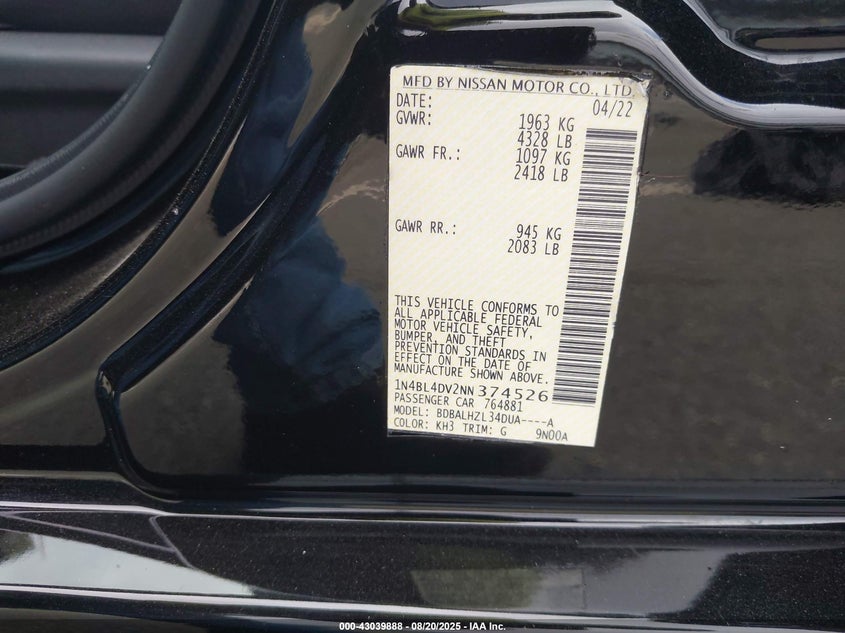 MFD BY NISSAN MOTOR CO., LTD.
DATE: 04/22
GVWR: 1963 KG
4328 LB
GAWR FR.: 1097 KG
2418 LB
GAWR RR.: 945 KG
2083 LB
THIS VEHICLE CONFORMS TO
ALL APPLICABLE FEDERAL
MOTOR VEHICLE SAFETY,
BUMPER, AND THEFT
PREVENTION STANDARDS IN
EFFECT ON THE DATE OF
MANUFACTURE SHOWN ABOVE.
1N4BL4DV2NN374526
PASSENGER CAR 764881
MODEL: BDBALHZL34DUA----A
COLOR: KH3 TRIM: G 9N00A
000-43039888 - 08/20/2025 - IAA Inc.